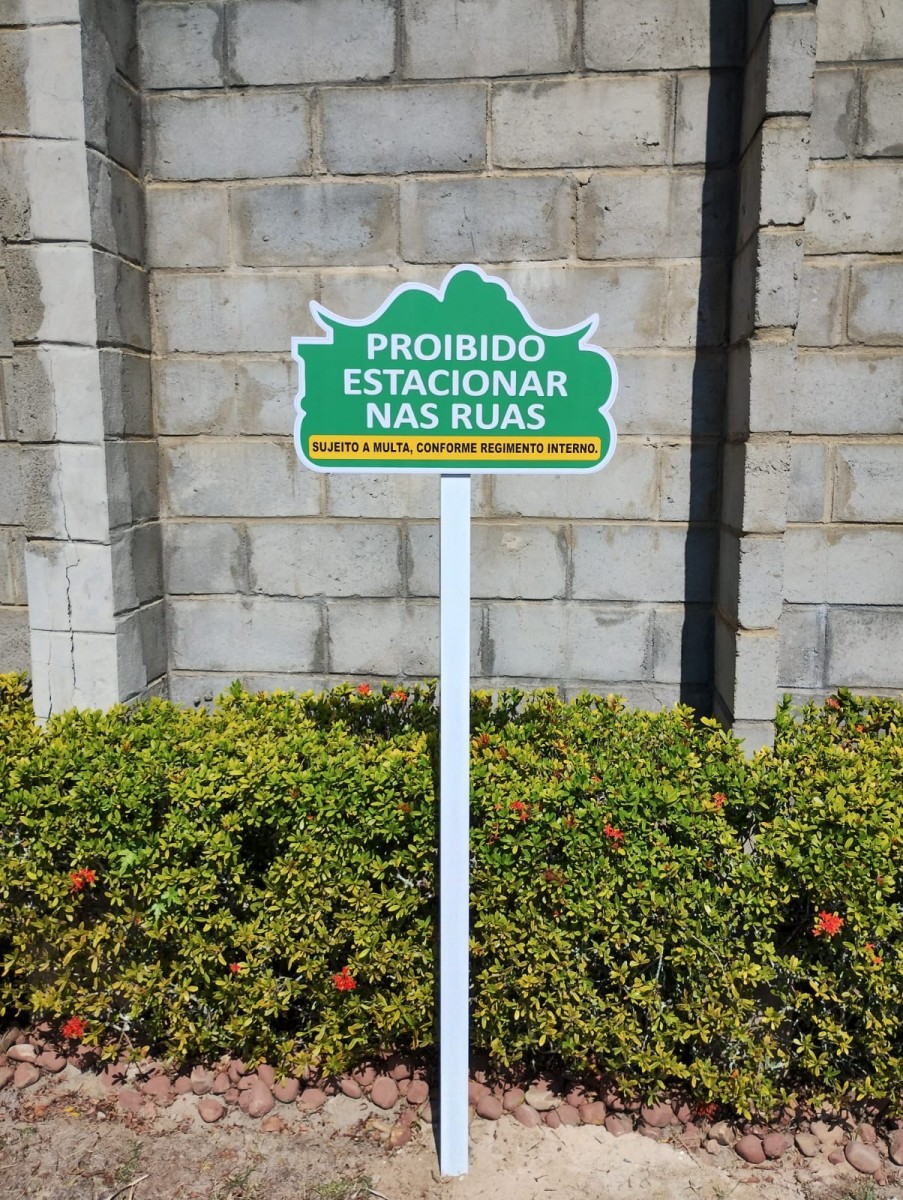 PROIBIDO
ESTACIONAR
NAS RUAS
SUJEITO A MULTA, CONFORME REGIMENTO INTERNO.